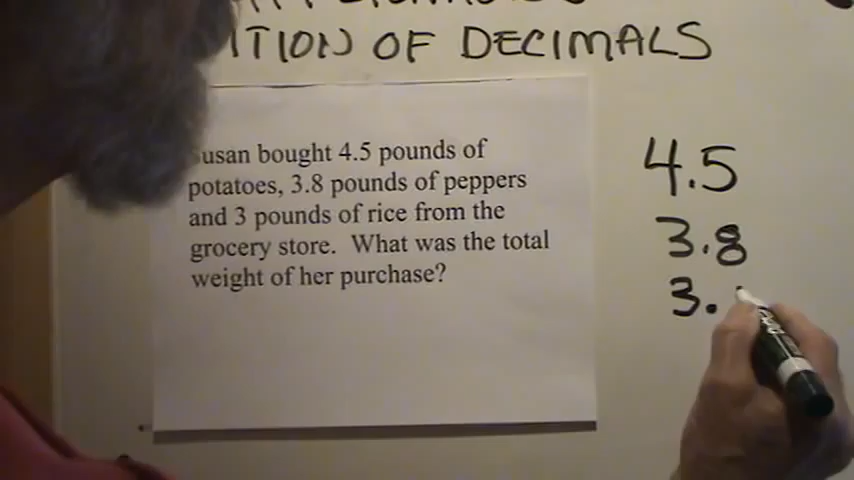 OF DECIMALS
usan bought 4.5 pounds of
potatoes, 3.8 pounds of peppers
and 3 pounds of rice from the
grocery store. What was the total
weight of her purchase?
4.5
3.8
3.